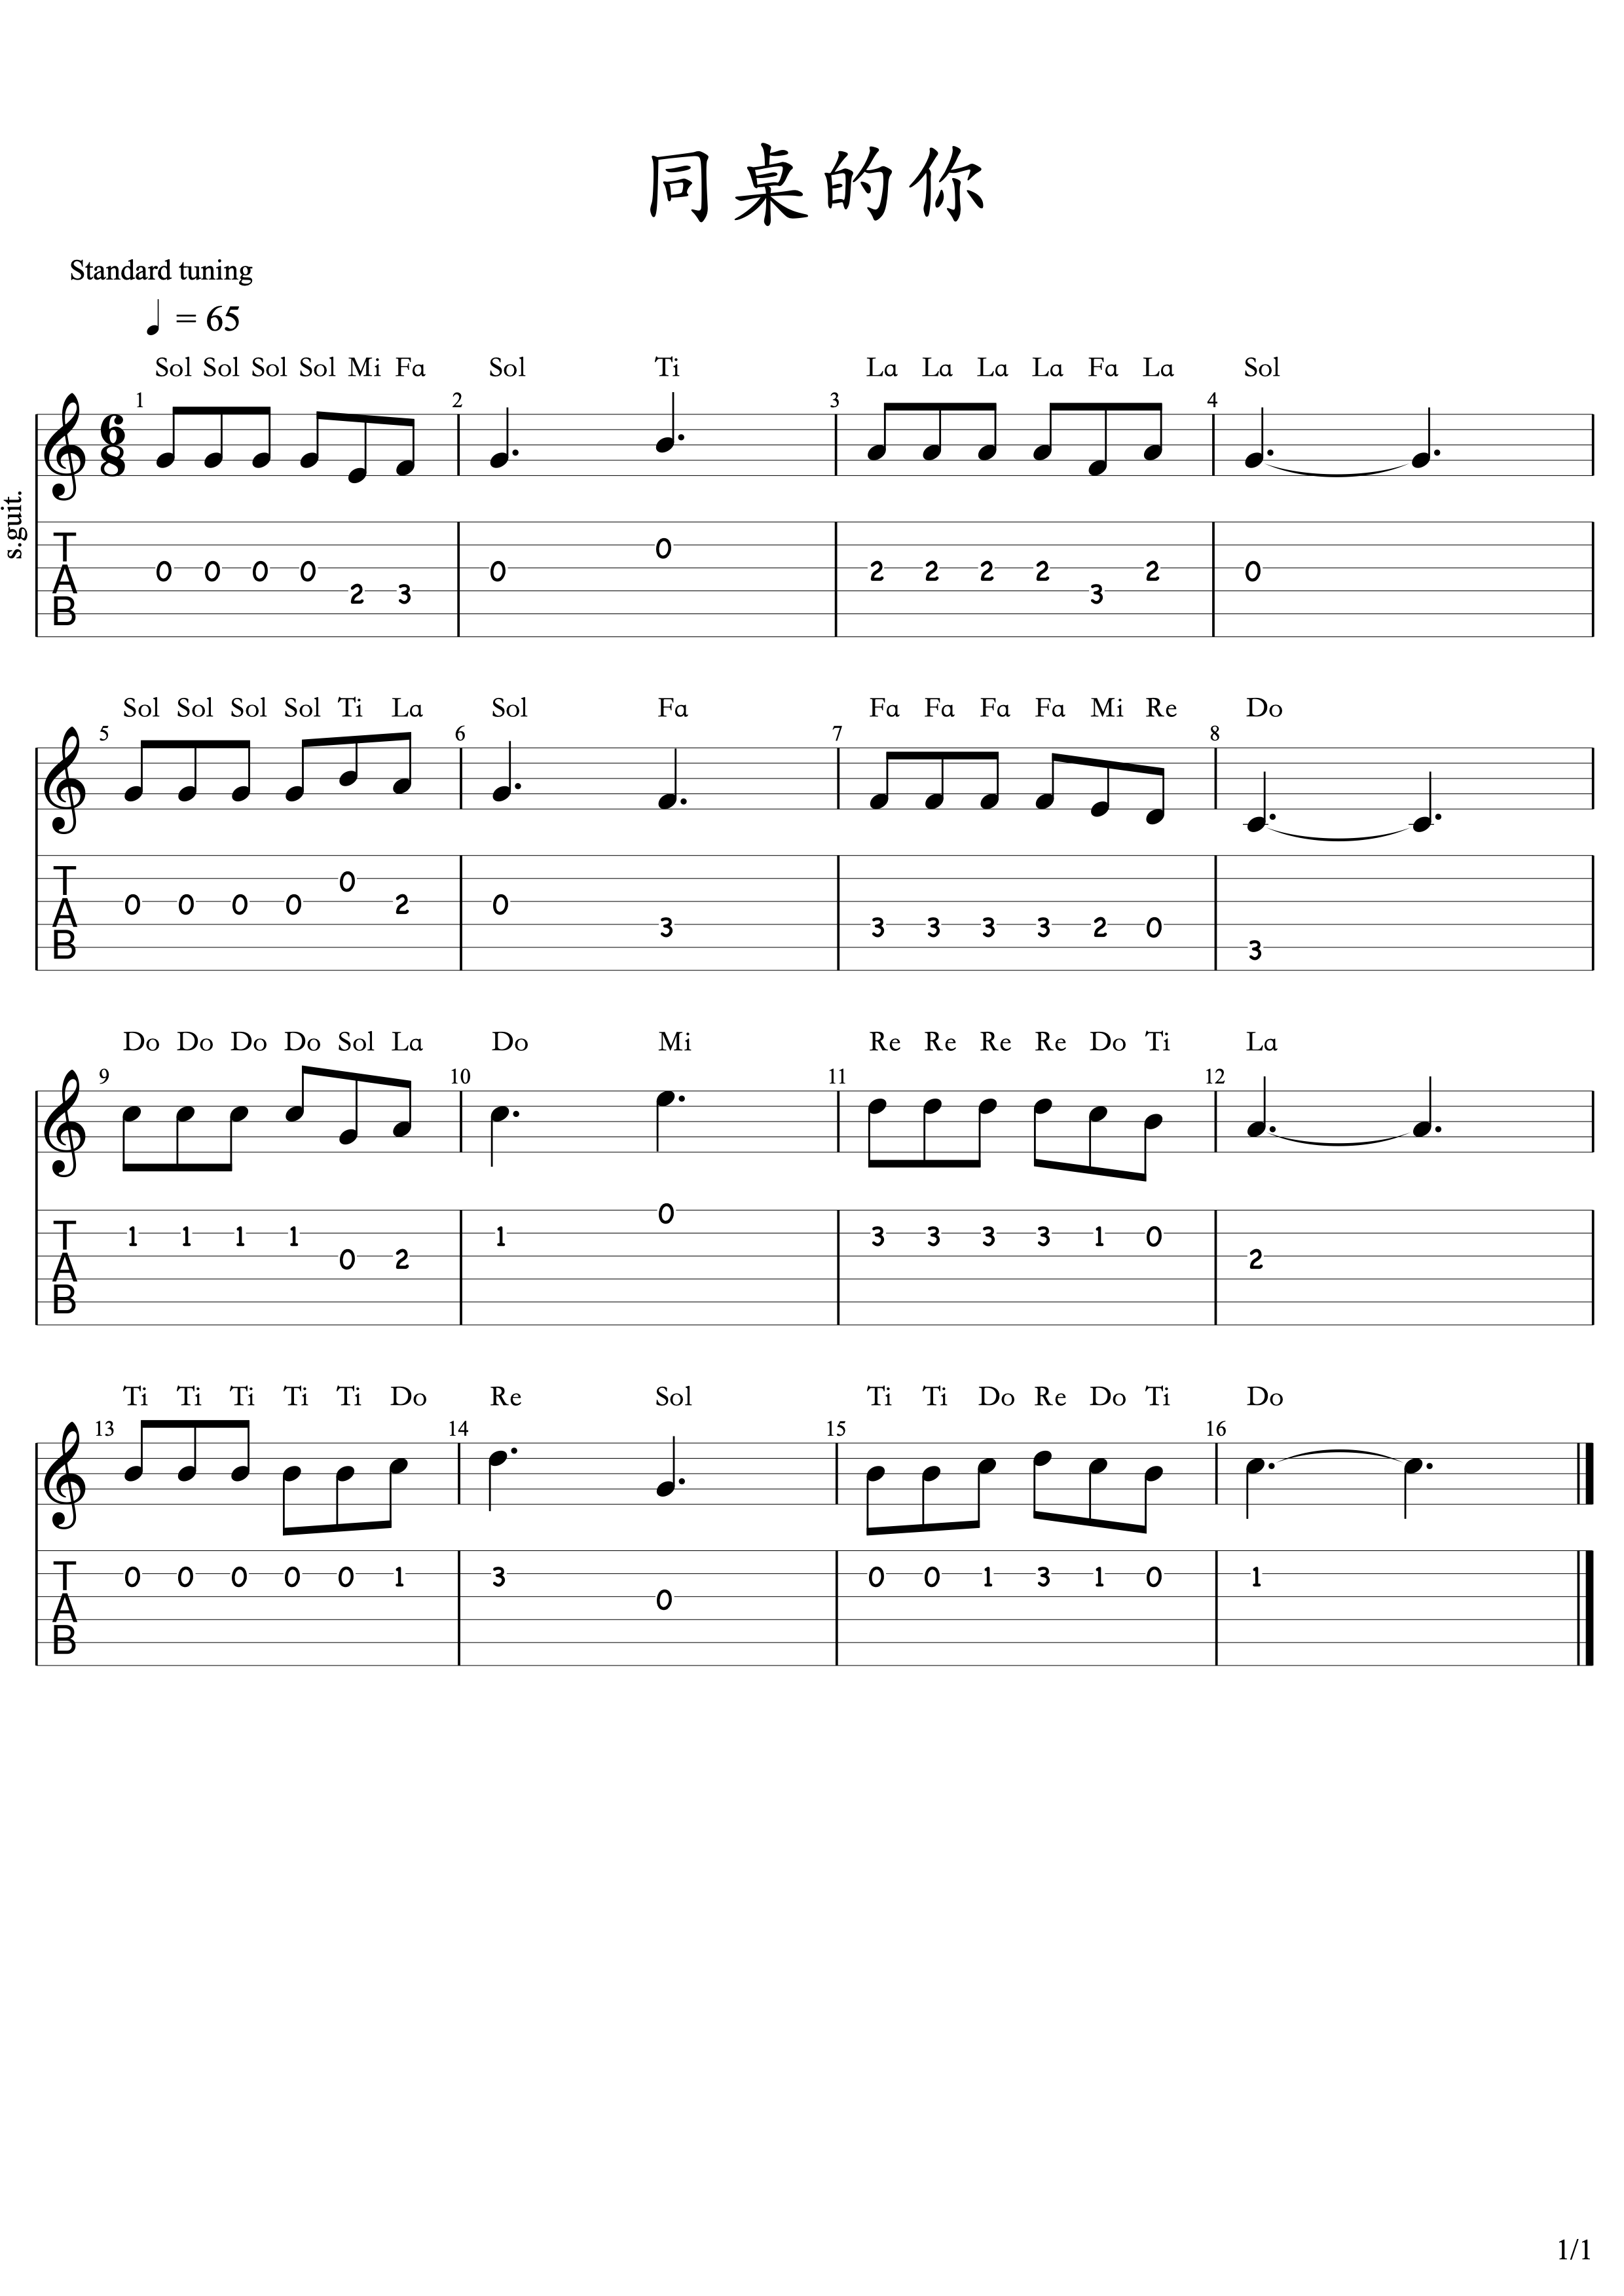 同桌的你
Standard tuning
= 65
Sol Sol Sol Sol Mi Fa Sol Ti La La La La Fa La Sol
1 2 3 4
6
8
s.guit.
T
A
B
0 0 0 0 2 3 0 0 2 2 2 2 3 2 0
Sol Sol Sol Sol Ti La Sol Fa Fa Fa Fa Fa Mi Re Do
5 6 7 8
T
A
B
0 0 0 0 0 2 0 3 3 3 3 3 2 0 3
Do Do Do Do Sol La Do Mi Re Re Re Re Do Ti La
9 10 11 12
T
A
B
1 1 1 1 0 2 1 0 3 3 3 3 1 0 2
Ti Ti Ti Ti Ti Do Re Sol Ti Ti Do Re Do Ti Do
13 14 15 16
T
A
B
0 0 0 0 0 1 3 0 0 0 1 3 1 0 1
1/1